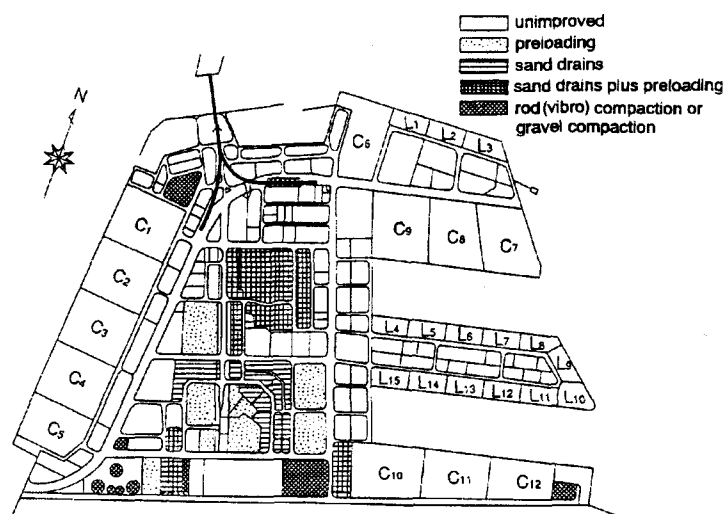 unimproved
preloading
sand drains
sand drains plus preloading
rod (vibro) compaction or
gravel compaction
N
C6
L1
L2
L3
C1
C9
C8
C7
C2
C3
L4
L5
L6
L7
L8
L9
C4
L15
L14
L13
L12
L11
L10
C5
C10
C11
C12